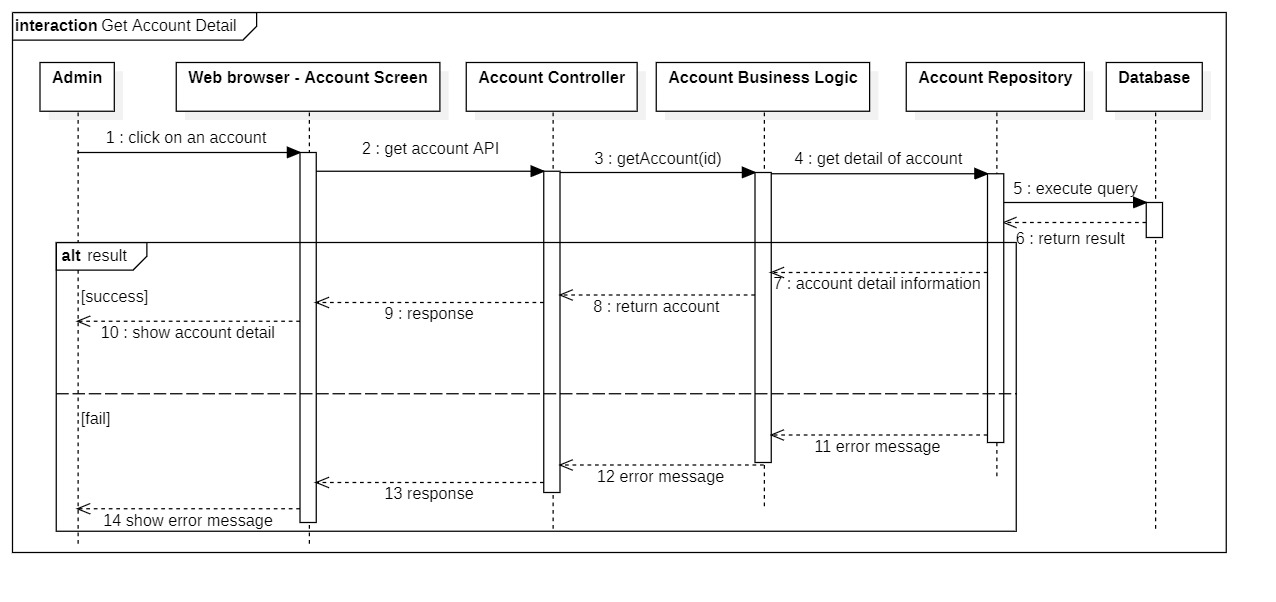 interaction Get Account Detail
Admin
Web browser - Account Screen
Account Controller
Account Business Logic
Account Repository
Database
1 : click on an account
2 : get account API
3 : getAccount(id)
4 : get detail of account
5 : execute query
6 : return result
alt result
[success]
7 : account detail information
8 : return account
9 : response
10 : show account detail
[fail]
11 error message
12 error message
13 response
14 show error message